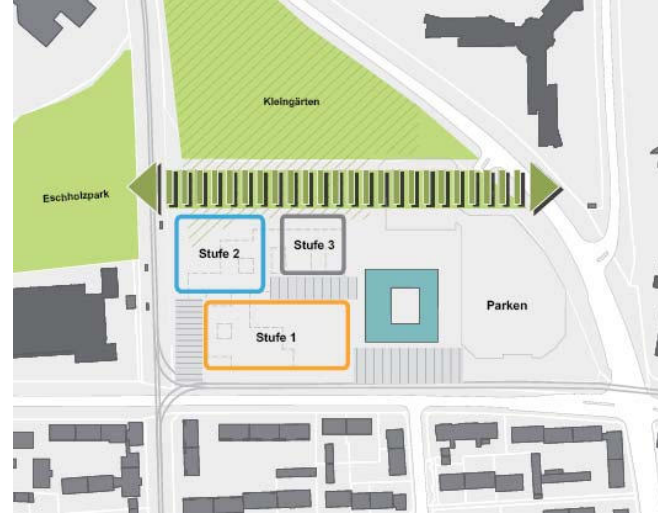 Kleingärten
Eschholzpark
Stufe 2
Stufe 3
Stufe 1
Parken